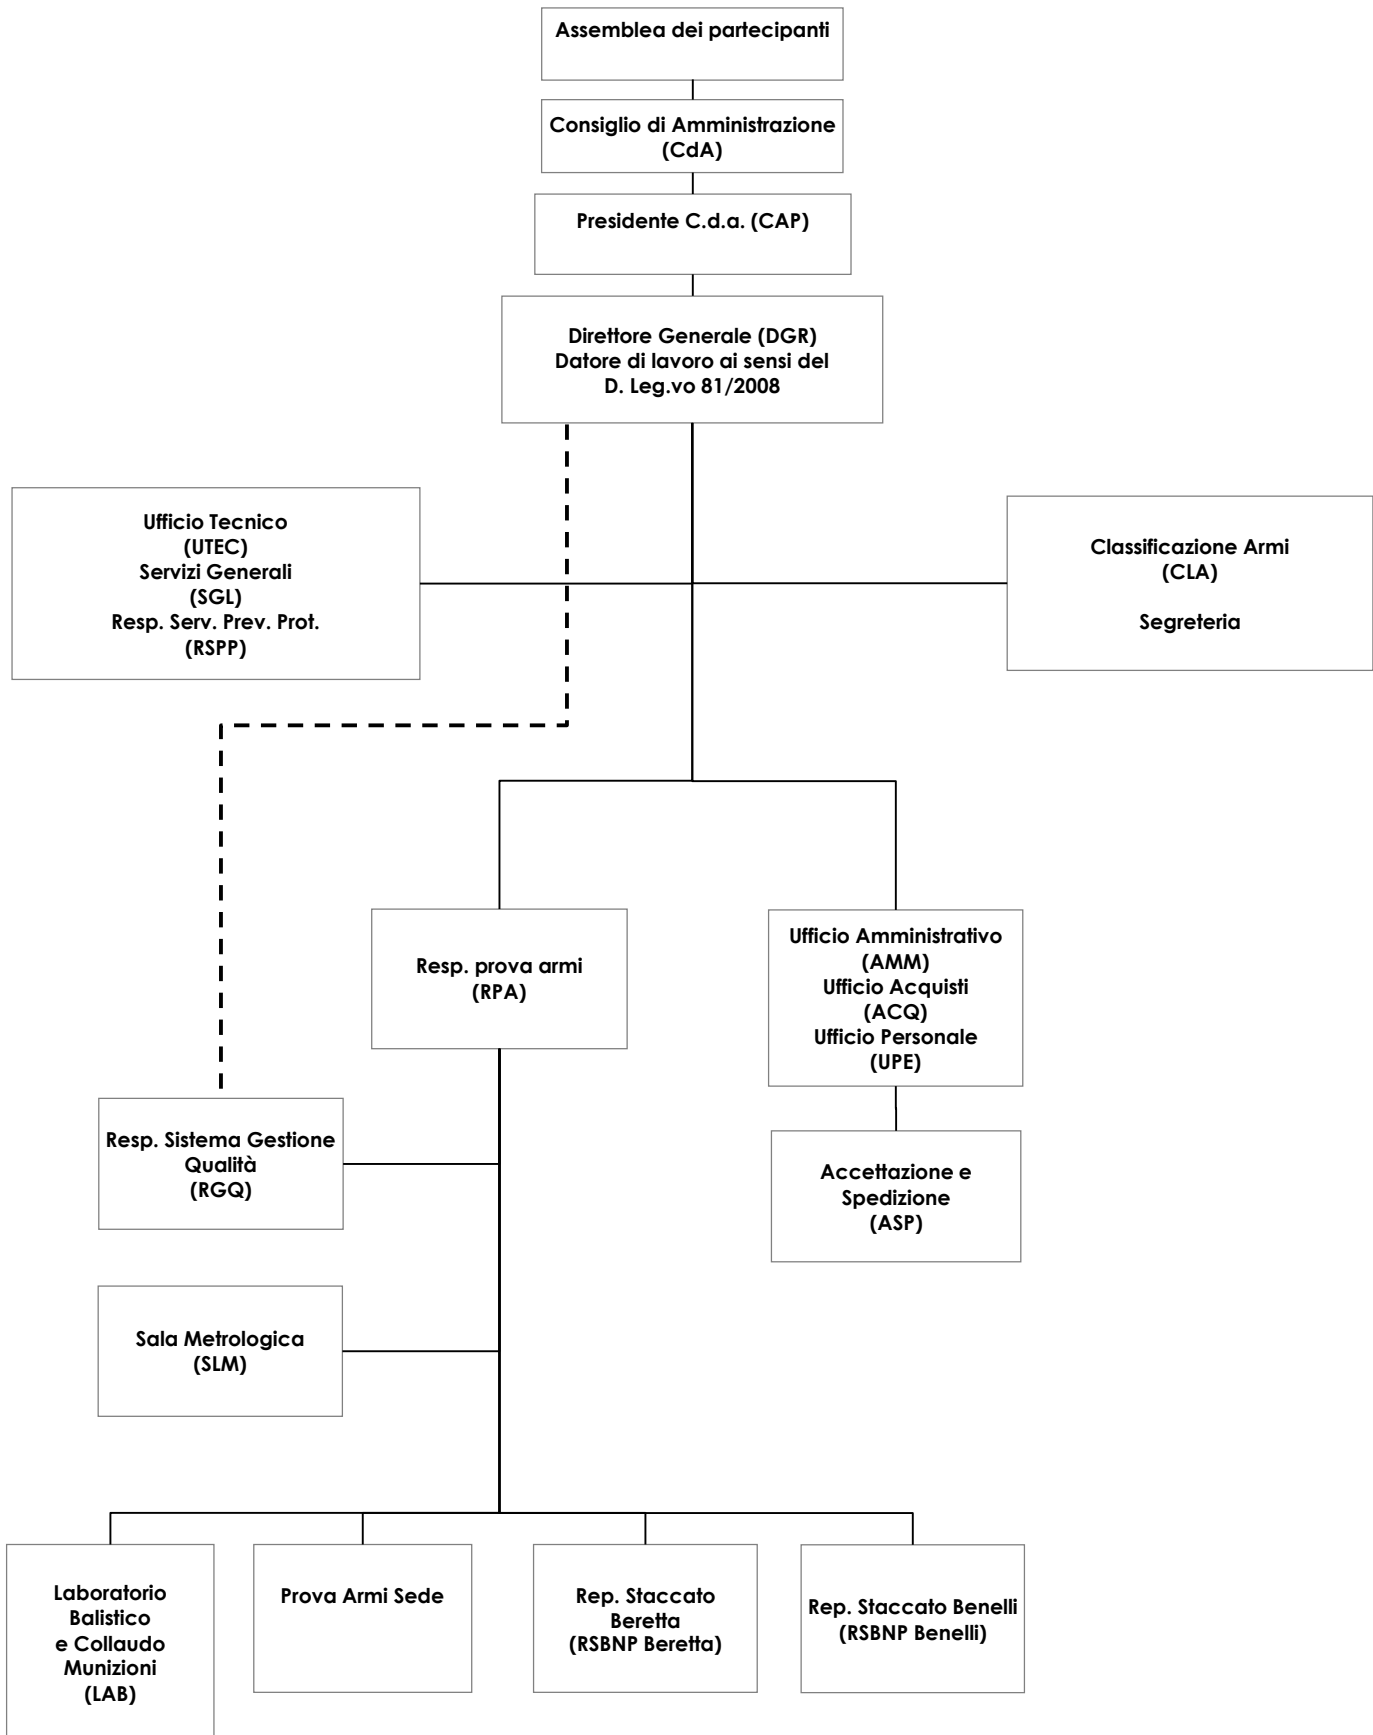 Assemblea dei partecipanti
Consiglio di Amministrazione
(CdA)
Presidente C.d.a. (CAP)
Direttore Generale (DGR)
Datore di lavoro ai sensi del
D. Leg.vo 81/2008
Ufficio Tecnico
(UTEC)
Servizi Generali
(SGL)
Resp. Serv. Prev. Prot.
(RSPP)
Classificazione Armi
(CLA)
Segreteria
Resp. prova armi
(RPA)
Ufficio Amministrativo
(AMM)
Ufficio Acquisti
(ACQ)
Ufficio Personale
(UPE)
Resp. Sistema Gestione
Qualità
(RGQ)
Accettazione e
Spedizione
(ASP)
Sala Metrologica
(SLM)
Laboratorio
Balistico
e Collaudo
Munizioni
(LAB)
Prova Armi Sede
Rep. Staccato
Beretta
(RSBNP Beretta)
Rep. Staccato Benelli
(RSBNP Benelli)